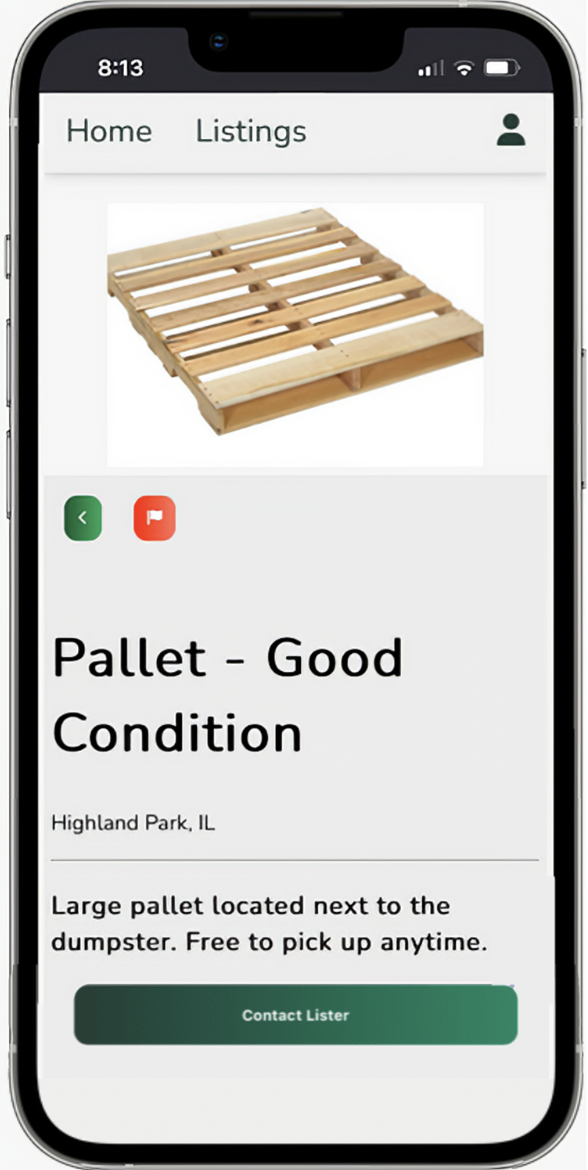 8:13
Home Listings
Pallet - Good
Condition
Highland Park, IL
Large pallet located next to the
dumpster. Free to pick up anytime.
Contact Lister